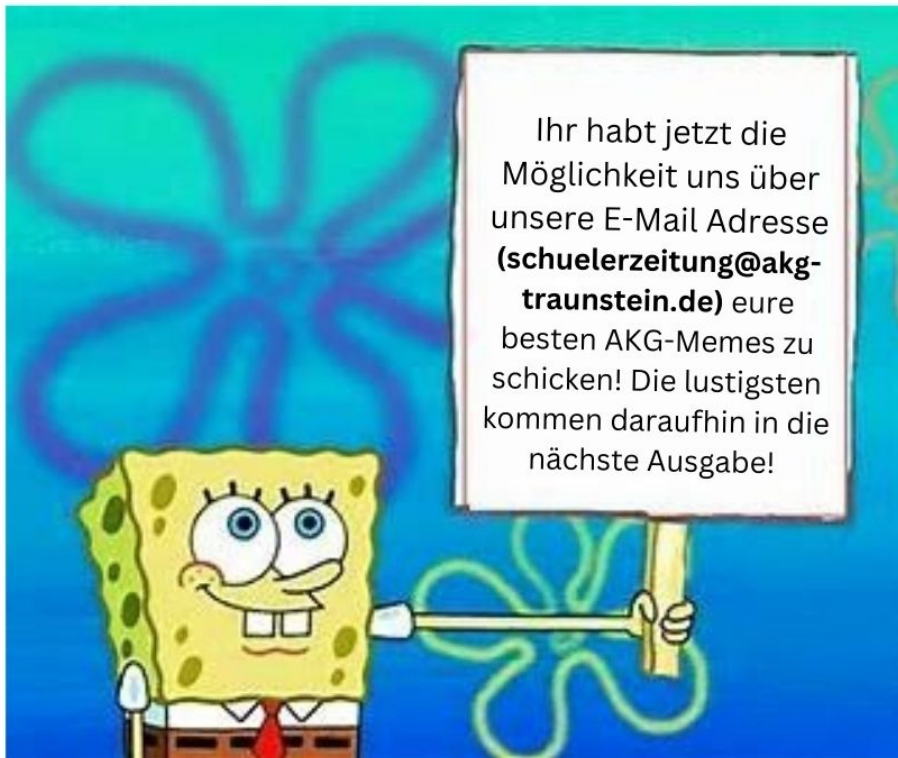 Ihr habt jetzt die
Möglichkeit uns über
unsere E-Mail Adresse
(schuelerzeitung@akg-
traunstein.de) eure
besten AKG-Memes zu
schicken! Die lustigsten
kommen daraufhin in die
nächste Ausgabe!